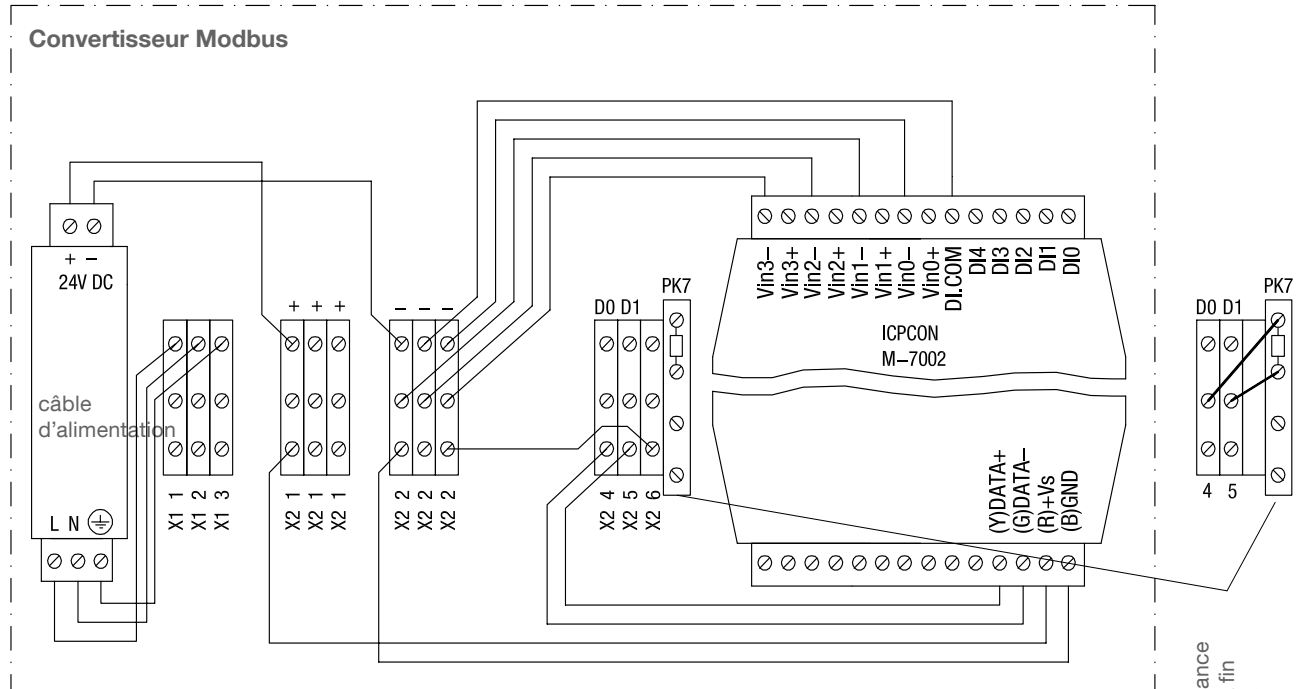 Convertisseur Modbus
+ −
24V DC
câble
d'alimentation
L N
X1 1
X1 2
X1 3
+ + +
X2 1
X2 1
X2 1
− − −
X2 2
X2 2
X2 2
D0 D1
PK7
X2 4
X2 5
X2 6
Vin3−
Vin3+
Vin2−
Vin2+
Vin1−
Vin1+
Vin0−
Vin0+
DI.COM
DI4
DI3
DI2
DI1
DI0
ICPCON
M−7002
(Y)DATA+
(G)DATA−
(R)+Vs
(B)GND
D0 D1
PK7
4 5
ance
fin